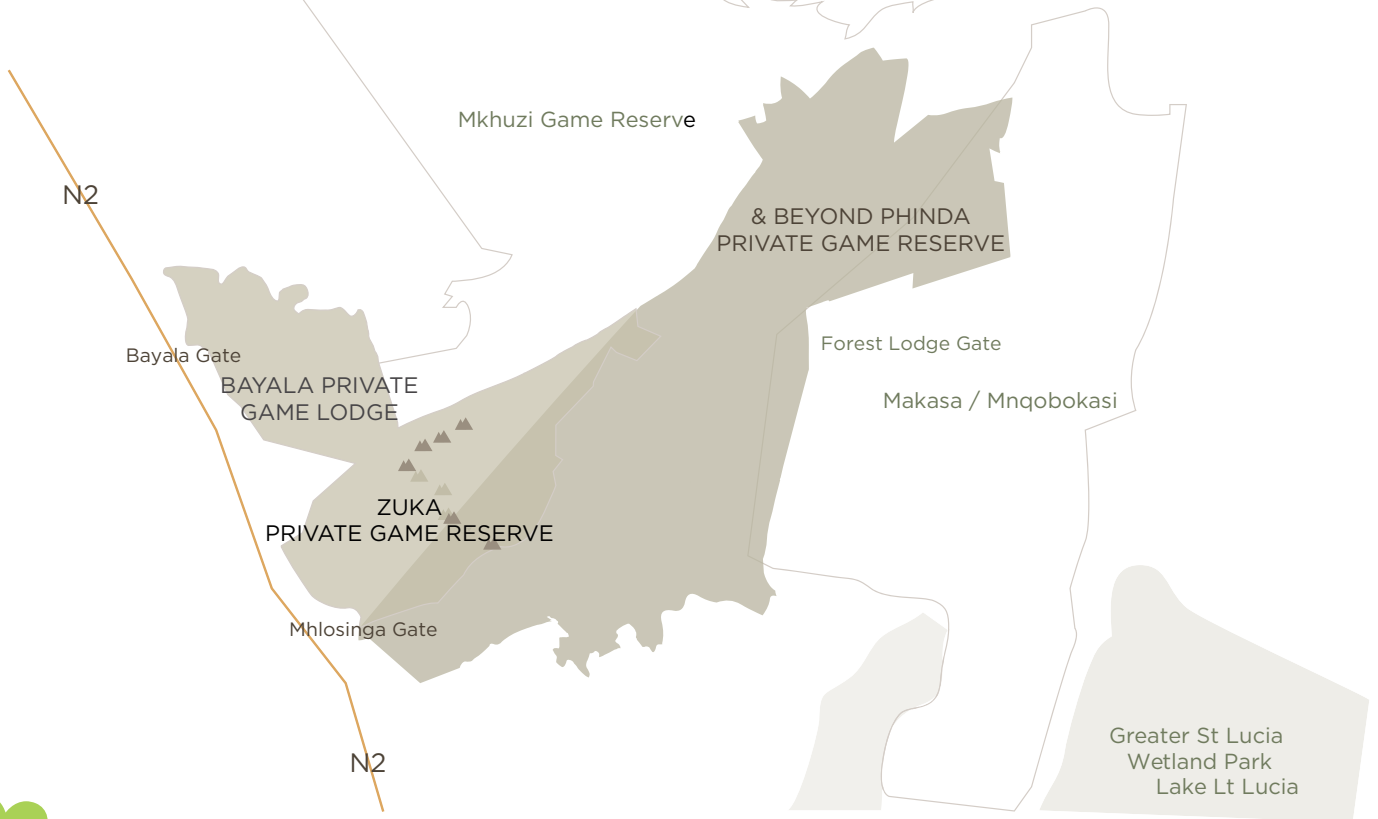 Mkhuzi Game Reserve
N2
& BEYOND PHINDA
PRIVATE GAME RESERVE
Bayala Gate
Forest Lodge Gate
BAYALA PRIVATE
GAME LODGE
Makasa / Mnqobokasi
ZUKA
PRIVATE GAME RESERVE
Mhlosinga Gate
N2
Greater St Lucia
Wetland Park
Lake Lt Lucia